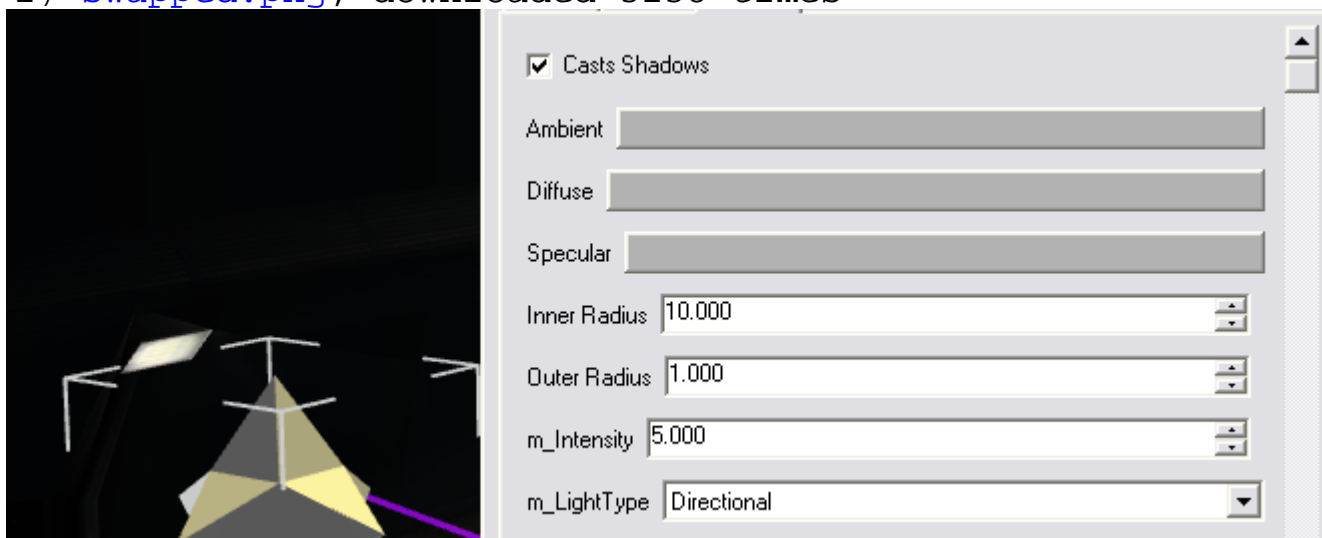 Casts Shadows
Ambient
Diffuse
Specular
Inner Radius 10.000
Outer Radius 1.000
m_Intensity 5.000
m_LightType Directional